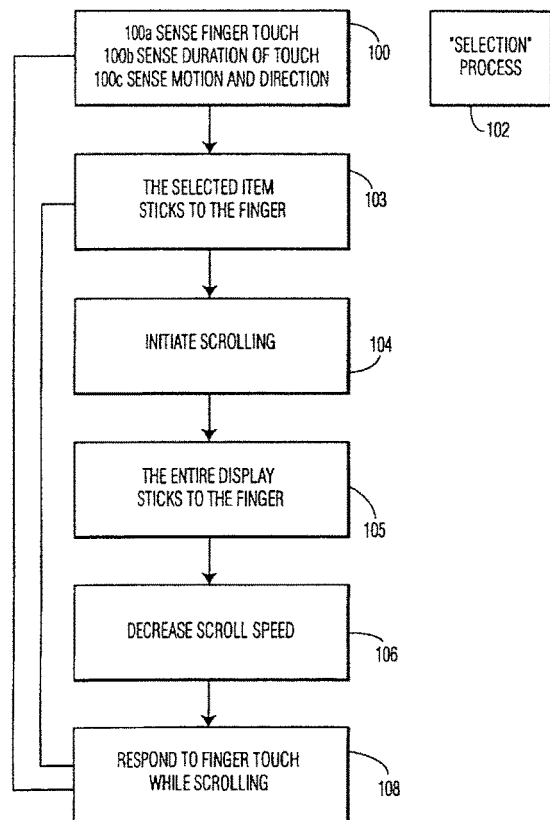 100a SENSE FINGER TOUCH
100b SENSE DURATION OF TOUCH
100c SENSE MOTION AND DIRECTION
100
"SELECTION"
PROCESS
102
THE SELECTED ITEM
STICKS TO THE FINGER
103
INITIATE SCROLLING
104
THE ENTIRE DISPLAY
STICKS TO THE FINGER
105
DECREASE SCROLL SPEED
106
RESPOND TO FINGER TOUCH
WHILE SCROLLING
108